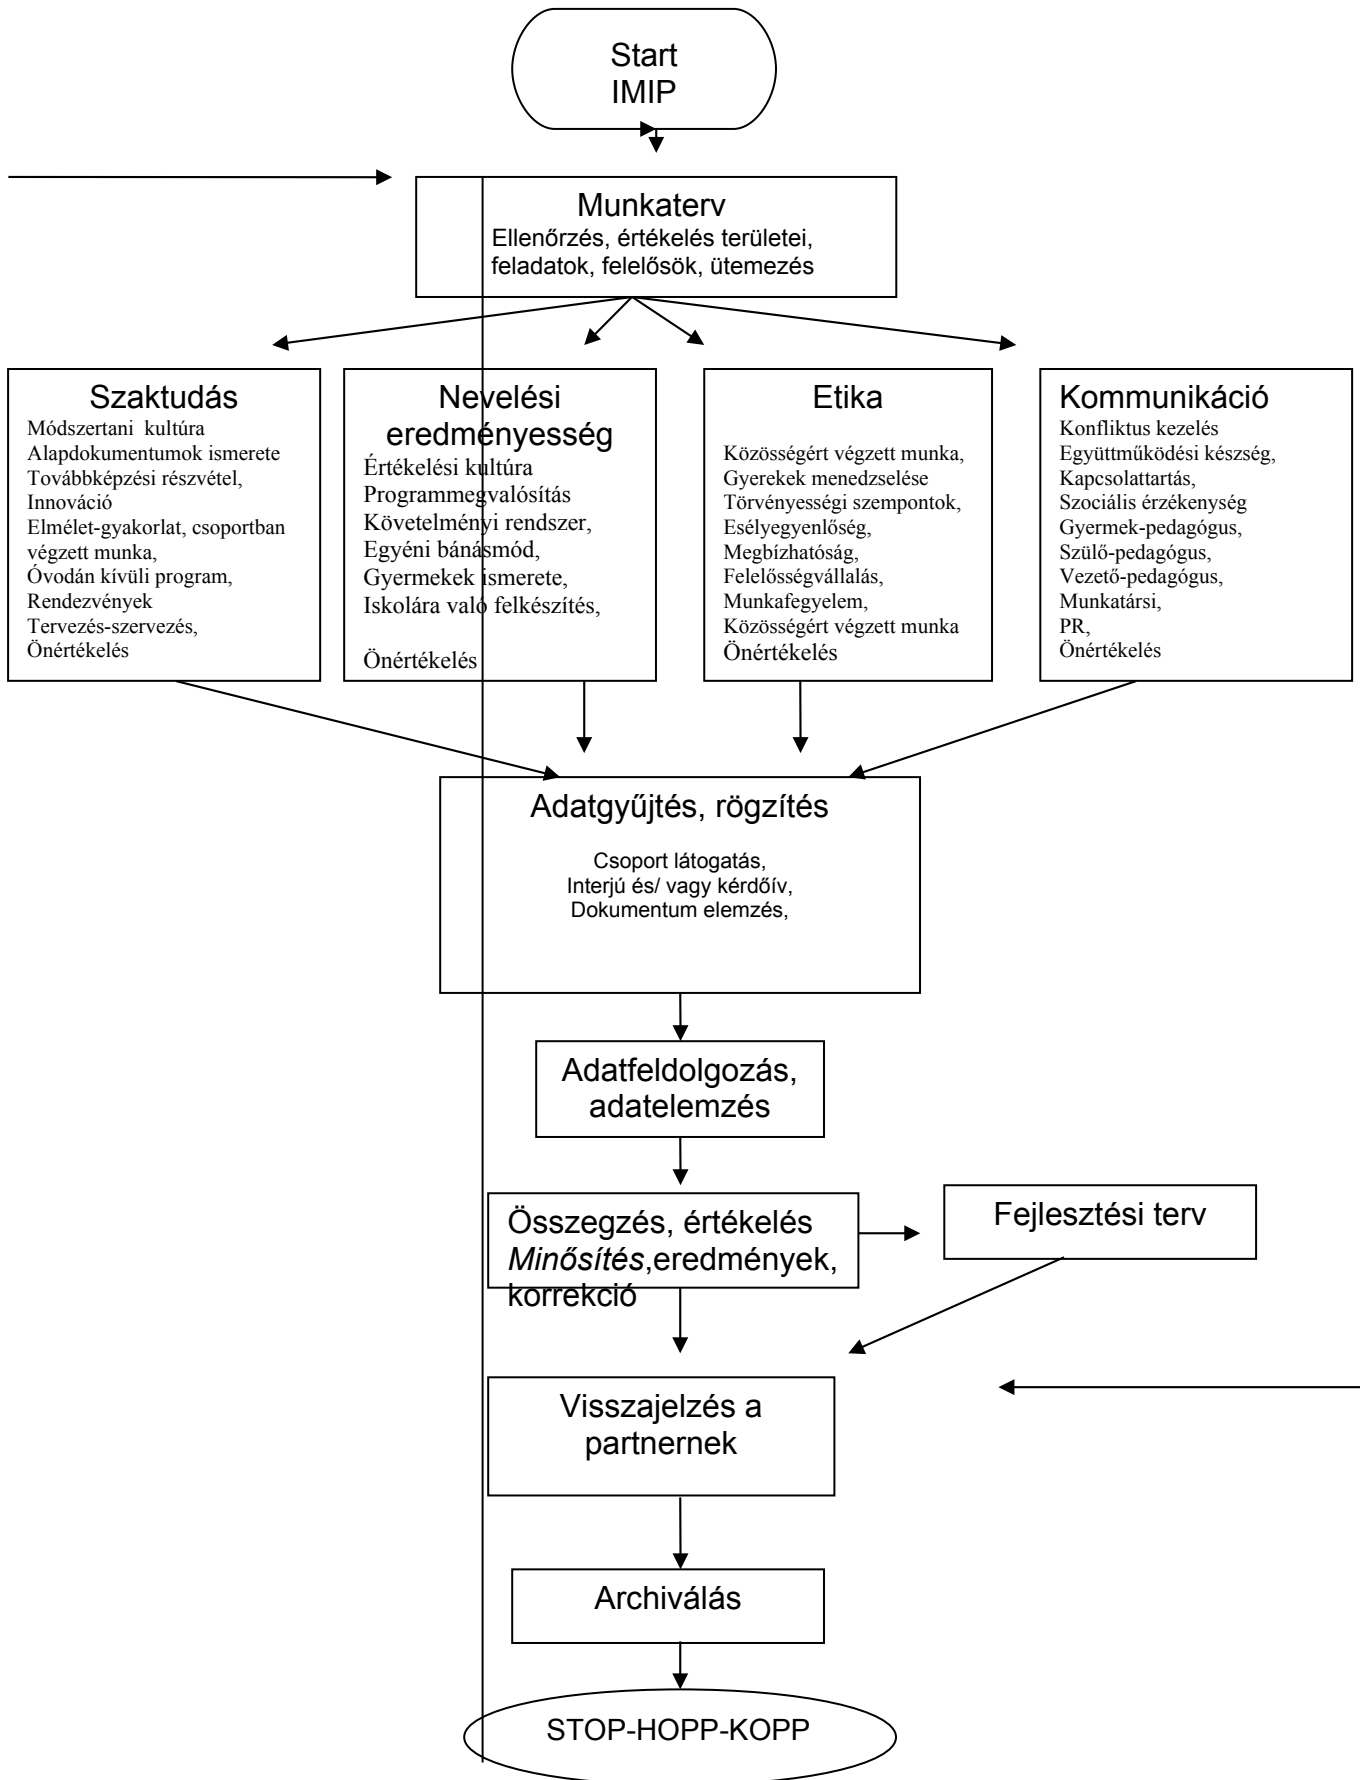 Start
IMIP
Munkaterv
Ellenőrzés, értékelés területei,
feladatok, felelősök, ütemezés
Szaktudás
Módszertani kultúra
Alapdokumentumok ismerete
Továbbképzési részvétel,
Innováció
Elmélet-gyakorlat, csoportban
végzett munka,
Óvodán kívüli program,
Rendezvények
Tervezés-szervezés,
Önértékelés
Nevelési
eredményesség
Értékelési kultúra
Programmegvalósítás
Követelményi rendszer,
Egyéni bánásmód,
Gyermekek ismerete,
Iskolára való felkészítés,
Önértékelés
Etika
Közösségért végzett munka,
Gyerekek menedzselése
Törvényességi szempontok,
Esélyegyenlőség,
Megbízhatóság,
Felelősségvállalás,
Munkafegyelem,
Közösségért végzett munka
Önértékelés
Kommunikáció
Konfliktus kezelés
Együttműködési készség,
Kapcsolattartás,
Szociális érzékenység
Gyermek-pedagógus,
Szülő-pedagógus,
Vezető-pedagógus,
Munkatársi,
PR,
Önértékelés
Adatgyűjtés, rögzítés
Csoport látogatás,
Interjú és/ vagy kérdőív,
Dokumentum elemzés,
Adatfeldolgozás,
adatelemzés
Összegzés, értékelés
Minősítés,eredmények,
korrekció
Fejlesztési terv
Visszajelzés a
partnernek
Archiválás
STOP-HOPP-KOPP